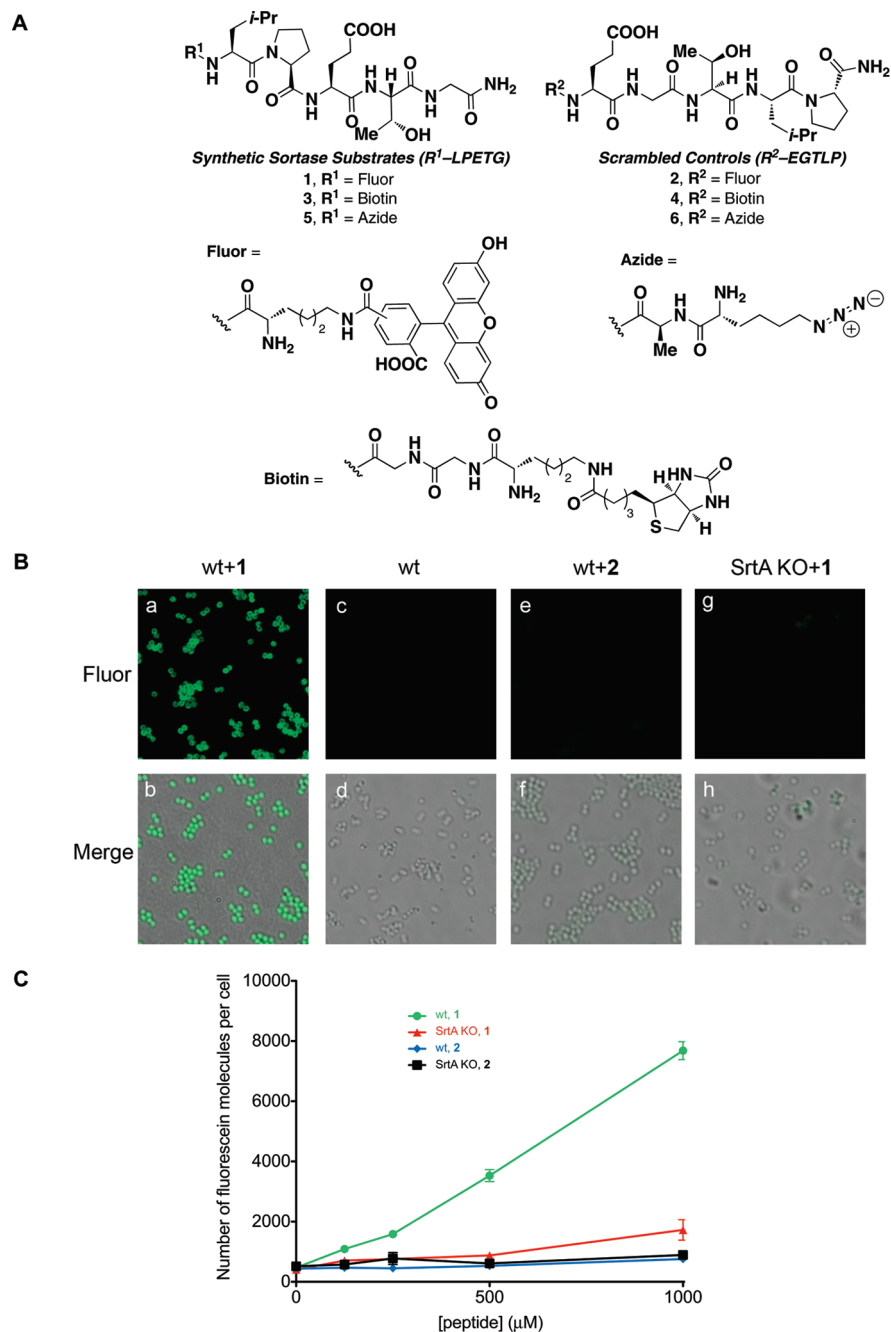 A
i-Pr
COOH
R¹
N
H
O
N
O
N
H
O
H
N
H
O
Me
OH
N
H
O
NH₂
COOH
R²
N
H
O
H
N
O
Me
OH
N
H
H
O
H
N
O
i-Pr
N
O
NH₂
Synthetic Sortase Substrates (R¹–LPETG)
1, R¹ = Fluor
3, R¹ = Biotin
5, R¹ = Azide
Scrambled Controls (R²–EGTLP)
2, R² = Fluor
4, R² = Biotin
6, R² = Azide
Fluor =
O
NH₂
2
N
H
O
HOOC
OH
O
O
Azide =
O
Me
H
N
O
NH₂
N
N
N
−
+
Biotin =
O
H
N
O
N
H
O
NH₂
2
NH
O
3
S
H
H
HN
NH
O
B
wt+1
wt
wt+2
SrtA KO+1
Fluor
a
c
e
g
Merge
b
d
f
h
C
Number of fluorescein molecules per cell
10000
8000
6000
4000
2000
0
wt, 1
SrtA KO, 1
wt, 2
SrtA KO, 2
0
500
1000
[peptide] (μM)